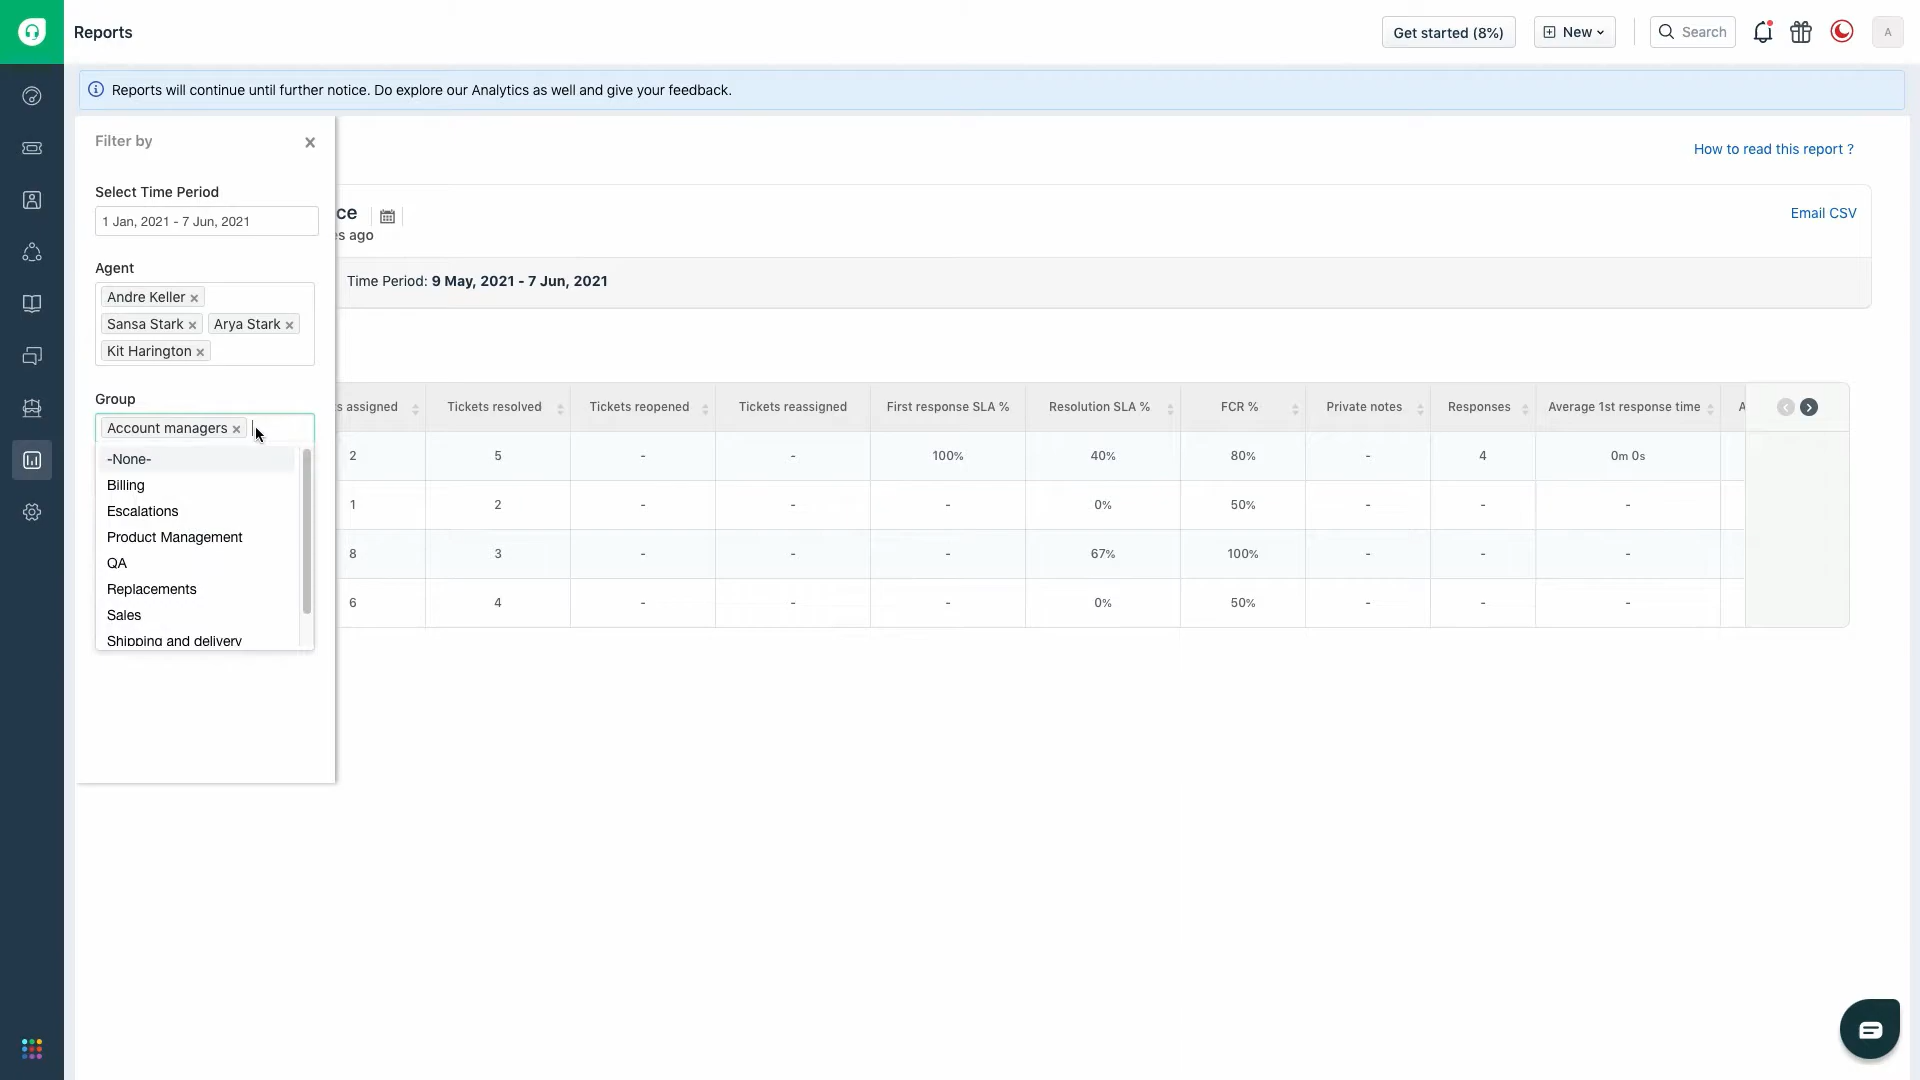 Reports
Get started (8%)
New
Search
A
Reports will continue until further notice. Do explore our Analytics as well and give your feedback.
Filter by
Select Time Period
1 Jan, 2021 - 7 Jun, 2021
Agent
Andre Keller ×
Sansa Stark × Arya Stark ×
Kit Harington ×
Group
Account managers ×
-None-
Billing
Escalations
Product Management
QA
Replacements
Sales
Shipping and delivery
How to read this report ?
ce
es ago
Email CSV
Time Period: 9 May, 2021 - 7 Jun, 2021
s assigned Tickets resolved Tickets reopened Tickets reassigned First response SLA % Resolution SLA % FCR % Private notes Responses Average 1st response time A
2 5 - - 100% 40% 80% - 4 0m 0s
1 2 - - - 0% 50% - - -
8 3 - - - 67% 100% - - -
6 4 - - - 0% 50% - - -